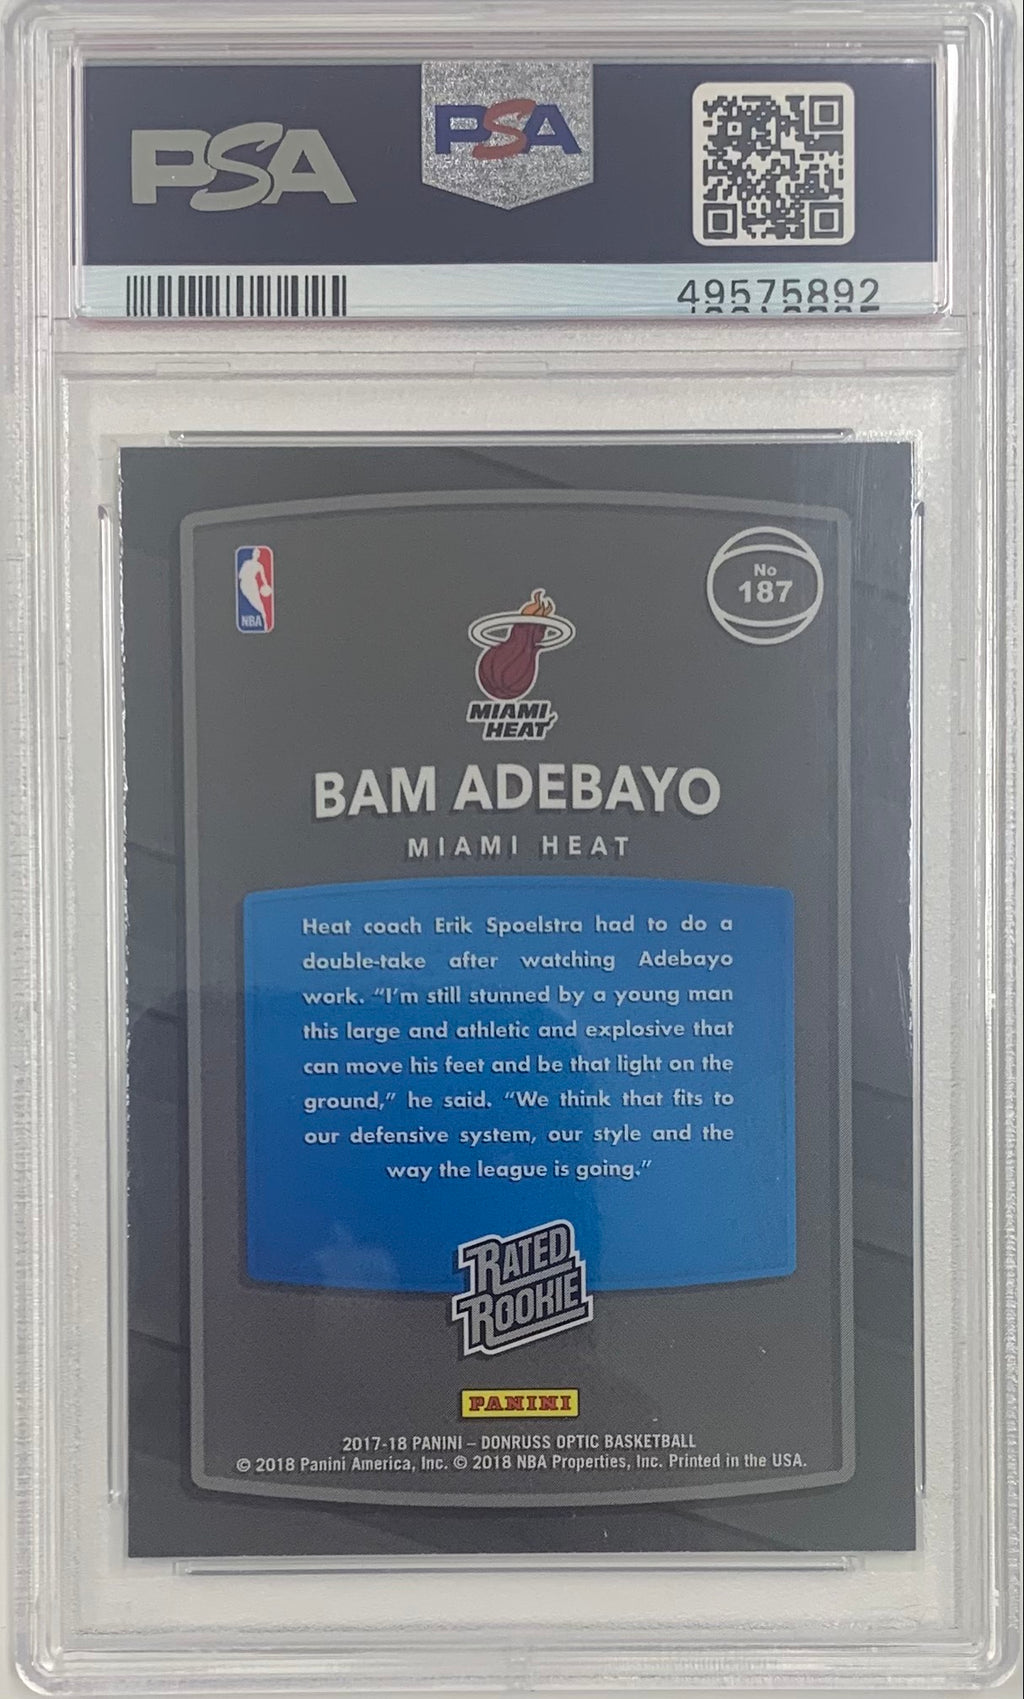 PSA
PSA
49575892
NBA
No
187
MIAMI
HEAT
BAM ADEBAYO
MIAMI HEAT
Heat coach Erik Spoelstra had to do a
double-take after watching Adebayo
work. “I’m still stunned by a young man
this large and athletic and explosive that
can move his feet and be that light on the
ground,” he said. “We think that fits to
our defensive system, our style and the
way the league is going.”
RATED
ROOKIE
PANINI
2017-18 PANINI – DONRUSS OPTIC BASKETBALL
© 2018 Panini America, Inc. © 2018 NBA Properties, Inc. Printed in the USA.